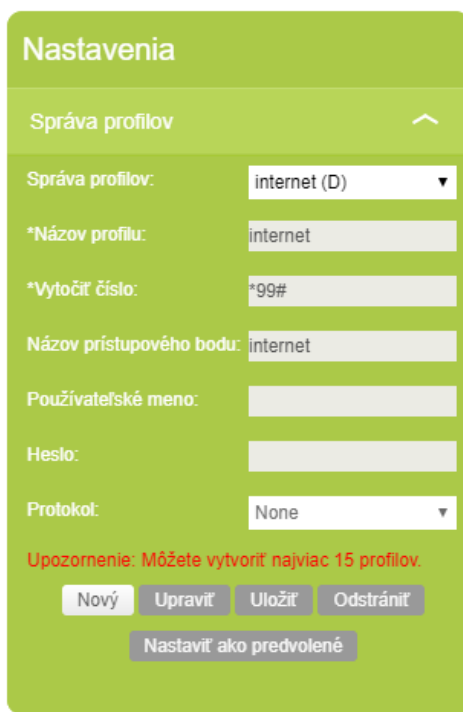 Nastavenia
Správa profilov
Správa profilov: internet (D)
*Názov profilu: internet
*Vytočiť číslo: *99#
Názov prístupového bodu: internet
Používateľské meno:
Heslo:
Protokol: None
Upozornenie: Môžete vytvoriť najviac 15 profilov.
Nový Upraviť Uložiť Odstrániť
Nastaviť ako predvolené